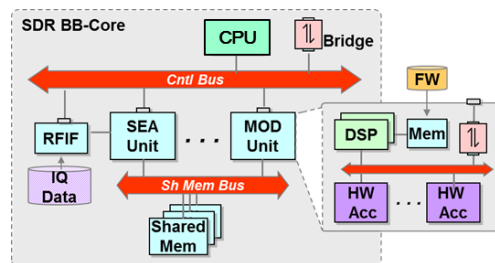 SDR BB-Core
CPU
Bridge
Cntl Bus
FW
RFIF
SEA
Unit
. . .
MOD
Unit
DSP
Mem
IQ
Data
Sh Mem Bus
HW
Acc
. . .
HW
Acc
Shared
Mem